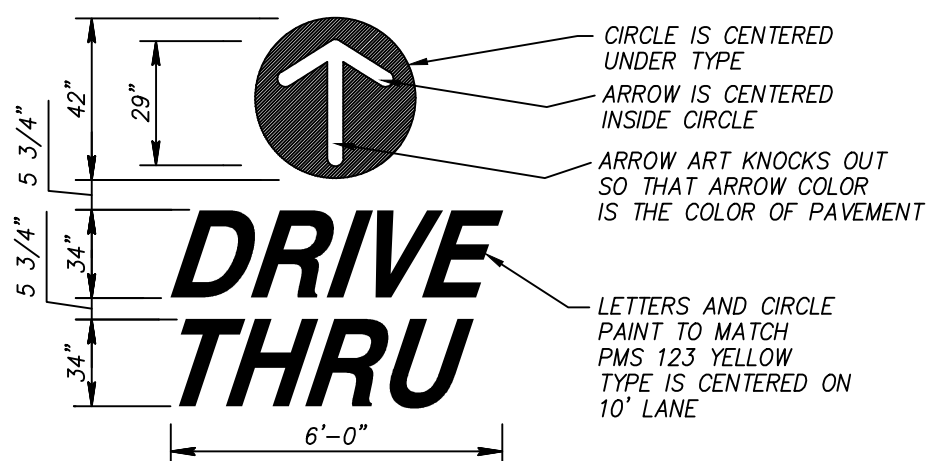 CIRCLE IS CENTERED
UNDER TYPE
ARROW IS CENTERED
INSIDE CIRCLE
ARROW ART KNOCKS OUT
SO THAT ARROW COLOR
IS THE COLOR OF PAVEMENT
42"
29"
5 3/4"
DRIVE
34"
5 3/4"
THRU
34"
LETTERS AND CIRCLE
PAINT TO MATCH
PMS 123 YELLOW
TYPE IS CENTERED ON
10' LANE
6'-0"